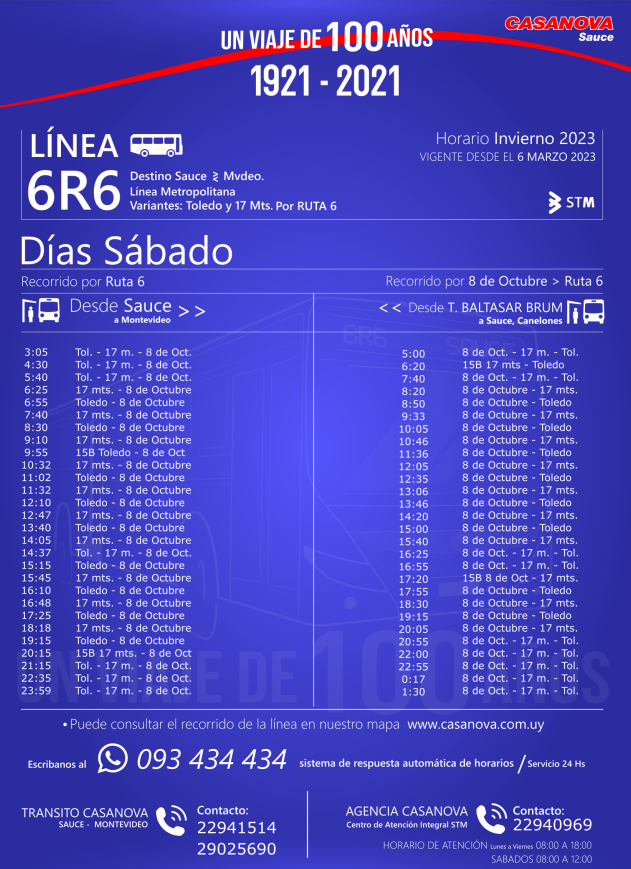 CASANOVA
Sauce
UN VIAJE DE 100 AÑOS
1921 - 2021
LÍNEA
6R6
Destino Sauce Mvdeo.
Línea Metropolitana
Variantes: Toledo y 17 Mts. Por RUTA 6
Horario Invierno 2023
VIGENTE DESDE EL 6 MARZO 2023
STM
Días Sábado
Recorrido por Ruta 6
Recorrido por 8 de Octubre > Ruta 6
Desde Sauce >>
a Montevideo
<< Desde T. BALTASAR BRUM
a Sauce, Canelones
3:05 Tol. - 17 m. - 8 de Oct.
4:30 Tol. - 17 m. - 8 de Oct.
5:40 Tol. - 17 m. - 8 de Oct.
6:25 17 mts. - 8 de Octubre
6:55 Toledo - 8 de Octubre
7:40 17 mts. - 8 de Octubre
8:30 Toledo - 8 de Octubre
9:10 17 mts. - 8 de Octubre
9:55 15B Toledo - 8 de Oct
10:32 17 mts. - 8 de Octubre
11:02 Toledo - 8 de Octubre
11:32 17 mts. - 8 de Octubre
12:10 Toledo - 8 de Octubre
12:47 17 mts. - 8 de Octubre
13:40 Toledo - 8 de Octubre
14:05 17 mts. - 8 de Octubre
14:37 Tol. - 17 m. - 8 de Oct.
15:15 Toledo - 8 de Octubre
15:45 17 mts. - 8 de Octubre
16:10 Toledo - 8 de Octubre
16:48 17 mts. - 8 de Octubre
17:25 Toledo - 8 de Octubre
18:18 17 mts. - 8 de Octubre
19:15 Toledo - 8 de Octubre
20:15 15B 17 mts. - 8 de Oct
21:15 Tol. - 17 m. - 8 de Oct.
22:35 Tol. - 17 m. - 8 de Oct.
23:59 Tol. - 17 m. - 8 de Oct.
6R6 SAUCE
5:00 8 de Oct. - 17 m. - Tol.
6:20 15B 17 mts - Toledo
7:40 8 de Oct. - 17 m. - Tol.
8:20 8 de Octubre - 17 mts.
8:50 8 de Octubre - Toledo
9:33 8 de Octubre - 17 mts.
10:05 8 de Octubre - Toledo
10:46 8 de Octubre - 17 mts.
11:36 8 de Octubre - Toledo
12:05 8 de Octubre - 17 mts.
12:35 8 de Octubre - Toledo
13:06 8 de Octubre - 17 mts.
13:46 8 de Octubre - Toledo
14:20 8 de Octubre - 17 mts.
15:00 8 de Octubre - Toledo
15:40 8 de Octubre - 17 mts.
16:25 8 de Oct. - 17 m. - Tol.
16:55 8 de Oct. - 17 m. - Tol.
17:20 15B 8 de Oct - 17 mts.
17:55 8 de Octubre - Toledo
18:30 8 de Octubre - 17 mts.
19:15 8 de Octubre - Toledo
20:05 8 de Octubre - 17 mts.
20:55 8 de Oct. - 17 m. - Tol.
22:00 8 de Oct. - 17 m. - Tol.
22:55 8 de Oct. - 17 m. - Tol.
0:17 8 de Oct. - 17 m. - Tol.
1:30 8 de Oct. - 17 m. - Tol.
UN VIAJE DE 100 AÑOS
• Puede consultar el recorrido de la línea en nuestro mapa www.casanova.com.uy
Escribanos al 093 434 434 sistema de respuesta automática de horarios / Servicio 24 Hs
TRANSITO CASANOVA
SAUCE - MONTEVIDEO
Contacto:
22941514
29025690
AGENCIA CASANOVA
Centro de Atención Integral STM
Contacto:
22940969
HORARIO DE ATENCIÓN Lunes a Viernes 08:00 A 18:00
SABADOS 08:00 A 12:00